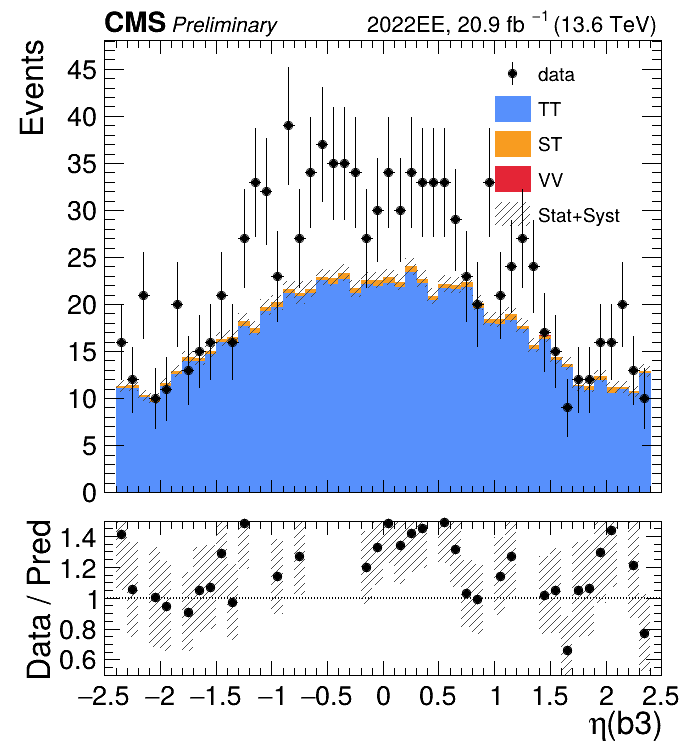 CMS Preliminary 2022EE, 20.9 fb ⁻¹ (13.6 TeV)
Events
45
40
35
30
25
20
15
10
5
0
data
TT
ST
VV
Stat+Syst
Data / Pred
1.4
1.2
1
0.8
0.6
−2.5 −2 −1.5 −1 −0.5 0 0.5 1 1.5 2 2.5
η(b3)